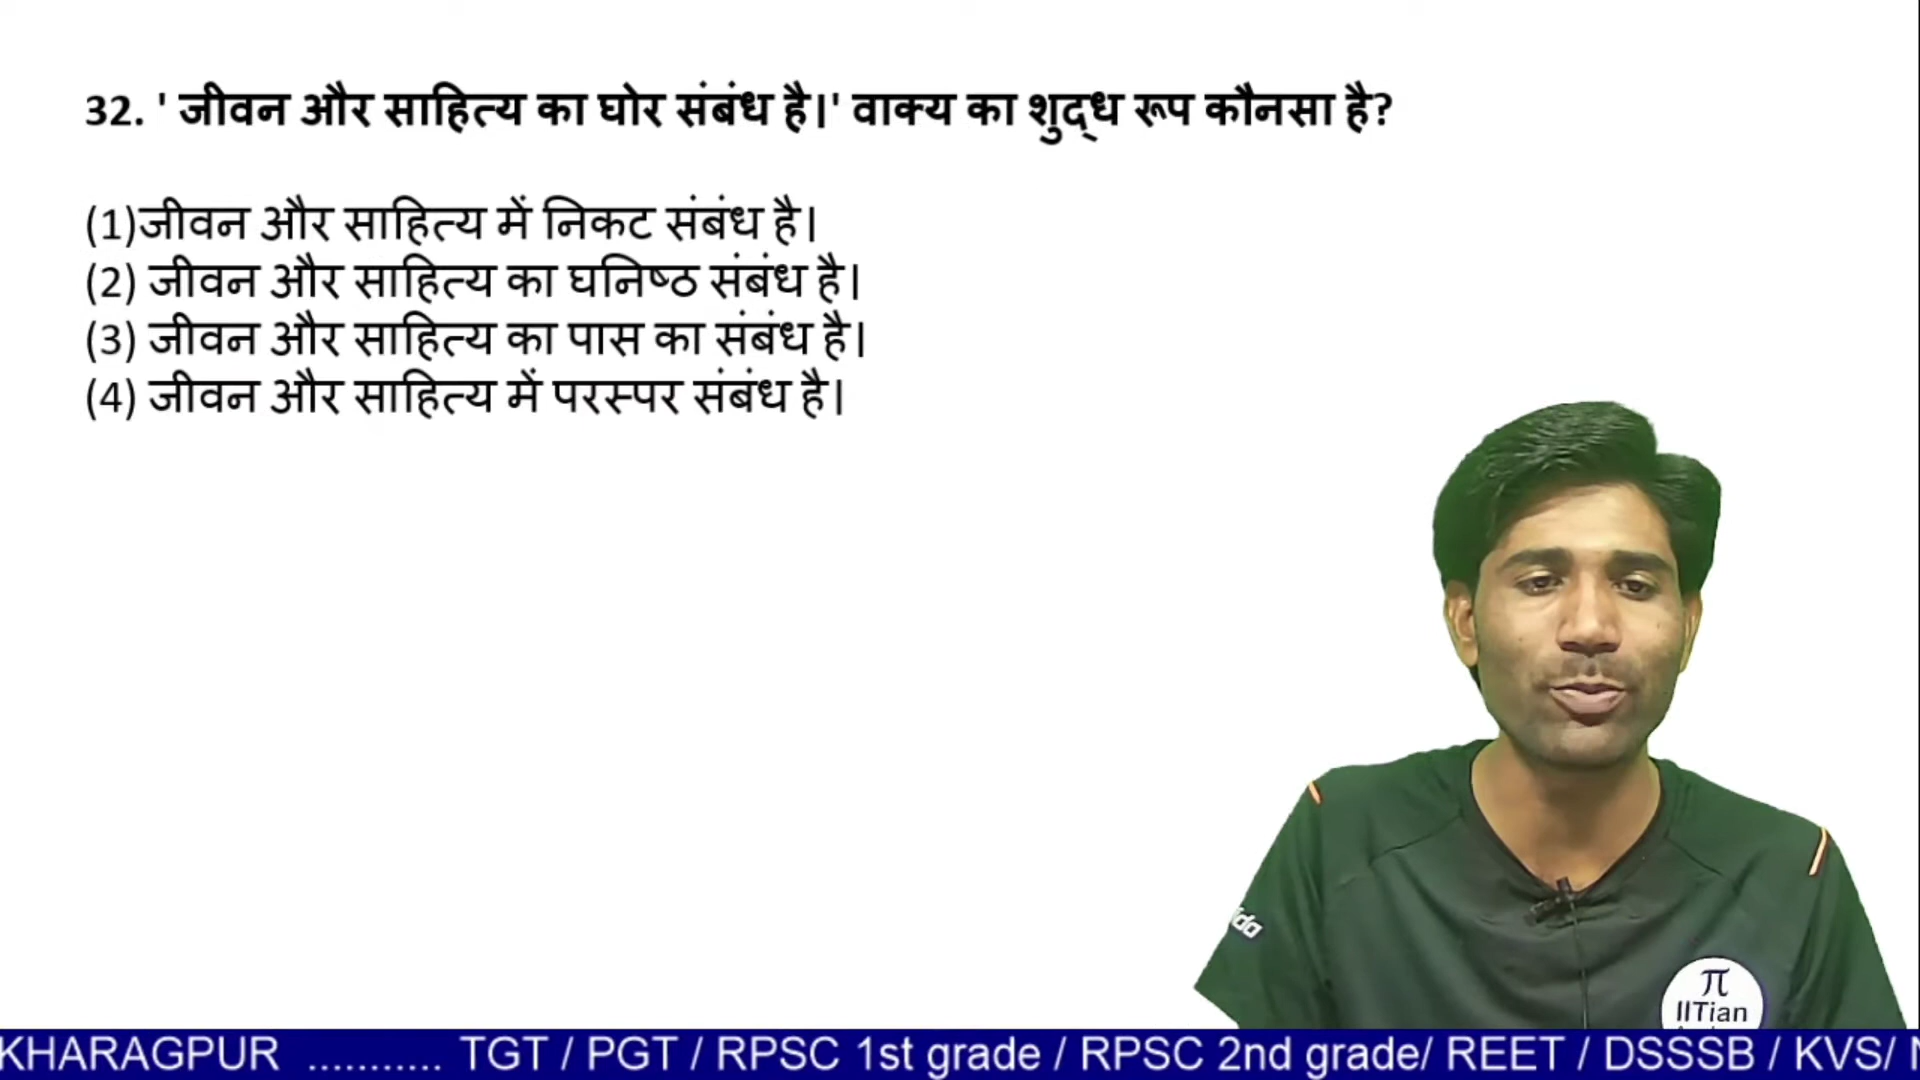 32. ' जीवन और साहित्य का घोर संबंध है।' वाक्य का शुद्ध रूप कौनसा है?
(1)जीवन और साहित्य में निकट संबंध है।
(2) जीवन और साहित्य का घनिष्ठ संबंध है।
(3) जीवन और साहित्य का पास का संबंध है।
(4) जीवन और साहित्य में परस्पर संबंध है।
π
IITian
KHARAGPUR ........... TGT / PGT / RPSC 1st grade / RPSC 2nd grade/ REET / DSSSB / KVS/